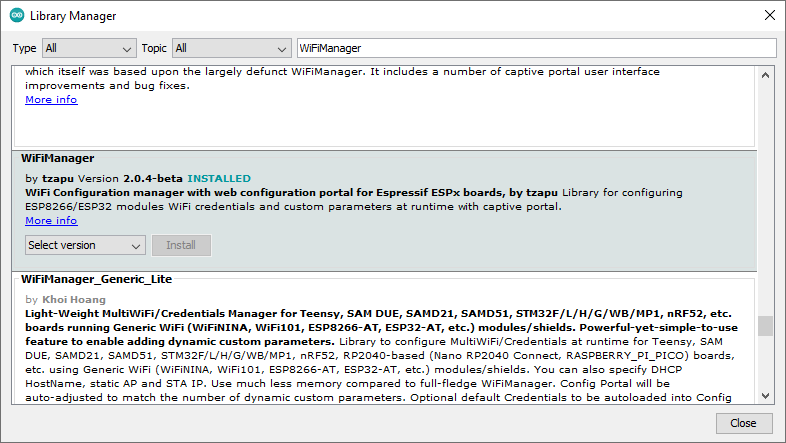 Library Manager
Type All Topic All WiFiManager
which itself was based upon the largely defunct WiFiManager. It includes a number of captive portal user interface
improvements and bug fixes.
More info
WiFiManager
by tzapu Version 2.0.4-beta INSTALLED
WiFi Configuration manager with web configuration portal for Espressif ESPx boards, by tzapu Library for configuring
ESP8266/ESP32 modules WiFi credentials and custom parameters at runtime with captive portal.
More info
Select version Install
WiFiManager_Generic_Lite
by Khoi Hoang
Light-Weight MultiWiFi/Credentials Manager for Teensy, SAM DUE, SAMD21, SAMD51, STM32F/L/H/G/WB/MP1, nRF52, etc.
boards running Generic WiFi (WiFiNINA, WiFi101, ESP8266-AT, ESP32-AT, etc.) modules/shields. Powerful-yet-simple-to-use
feature to enable adding dynamic custom parameters. Library to configure MultiWiFi/Credentials at runtime for Teensy, SAM
DUE, SAMD21, SAMD51, STM32F/L/H/G/WB/MP1, nRF52, RP2040-based (Nano RP2040 Connect, RASPBERRY_PI_PICO) boards,
etc. using Generic WiFi (WiFiNINA, WiFi101, ESP8266-AT, ESP32-AT, etc.) modules/shields. You can also specify DHCP
HostName, static AP and STA IP. Use much less memory compared to full-fledge WiFiManager. Config Portal will be
auto-adjusted to match the number of dynamic custom parameters. Optional default Credentials to be autoloaded into Config
Close